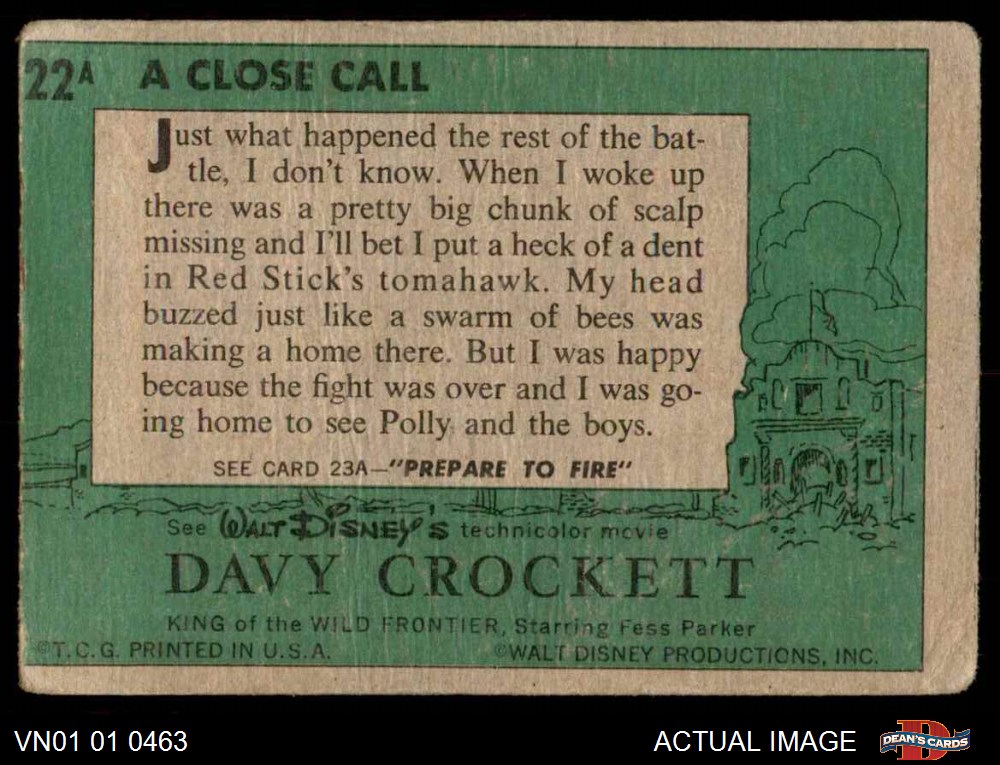 22A A CLOSE CALL
Just what happened the rest of the bat-
tle, I don't know. When I woke up
there was a pretty big chunk of scalp
missing and I'll bet I put a heck of a dent
in Red Stick's tomahawk. My head
buzzed just like a swarm of bees was
making a home there. But I was happy
because the fight was over and I was go-
ing home to see Polly and the boys.
SEE CARD 23A—"PREPARE TO FIRE"
See WALT DISNEY'S technicolor movie
DAVY CROCKETT
KING of the WILD FRONTIER, Starring Fess Parker
©T.C.G. PRINTED IN U.S.A. ©WALT DISNEY PRODUCTIONS, INC.
VN01 01 0463 ACTUAL IMAGE DEAN'S CARDS